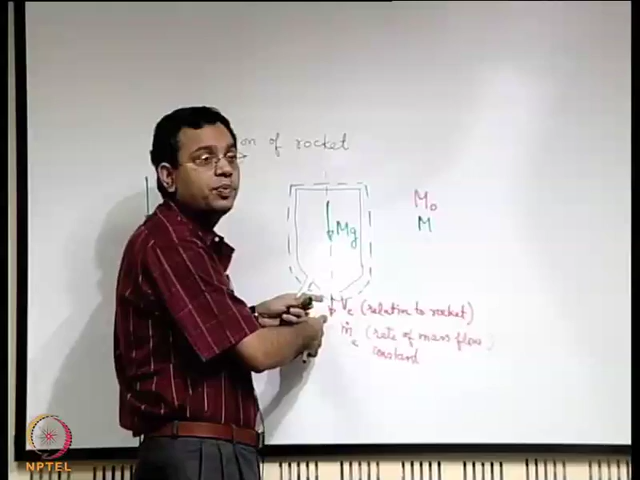 on of rocket
M₀
M
Mg
Vₑ (relative to rocket)
ṁₑ (rate of mass flow)
constant
NPTEL